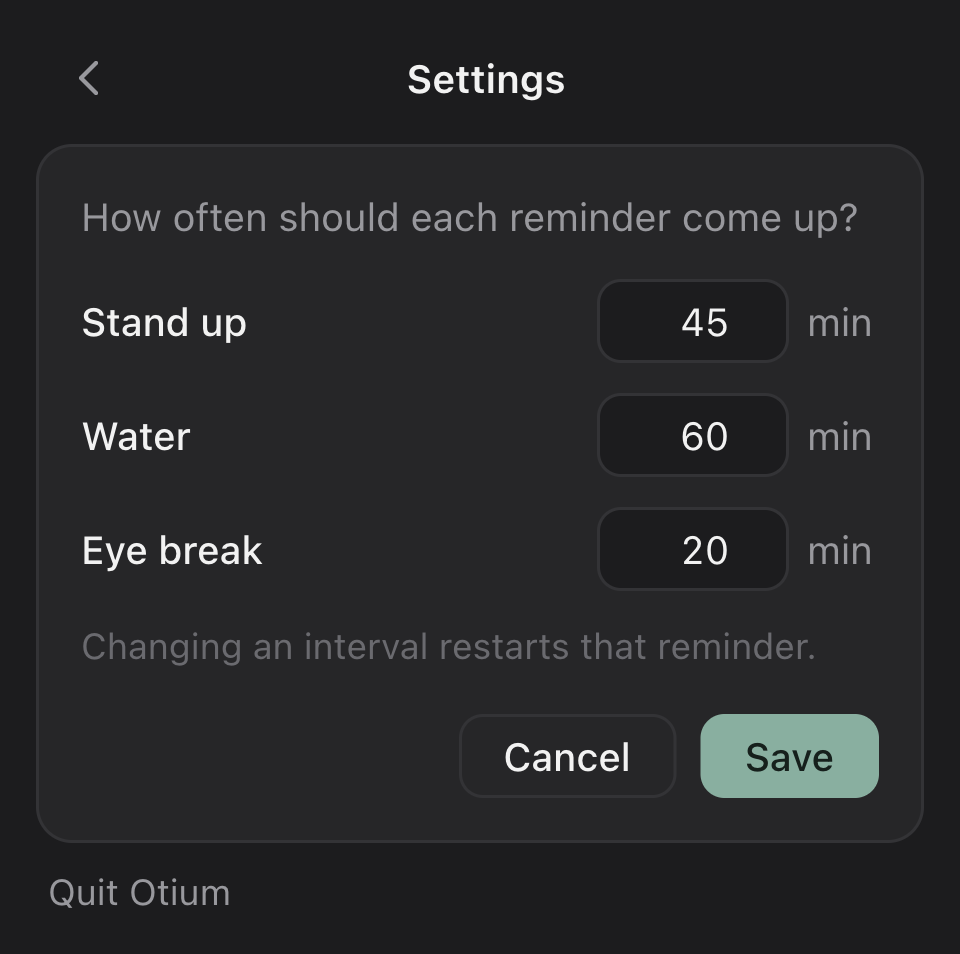 Settings
How often should each reminder come up?
Stand up 45 min
Water 60 min
Eye break 20 min
Changing an interval restarts that reminder.
Cancel Save
Quit Otium